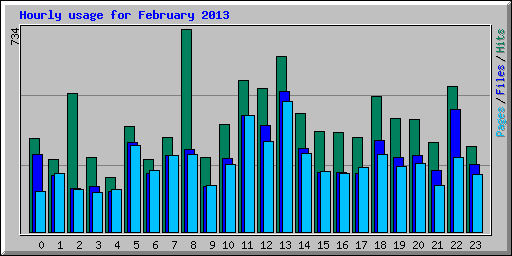 Hourly usage for February 2013
734
Pages / Files / Hits
0 1 2 3 4 5 6 7 8 9 10 11 12 13 14 15 16 17 18 19 20 21 22 23